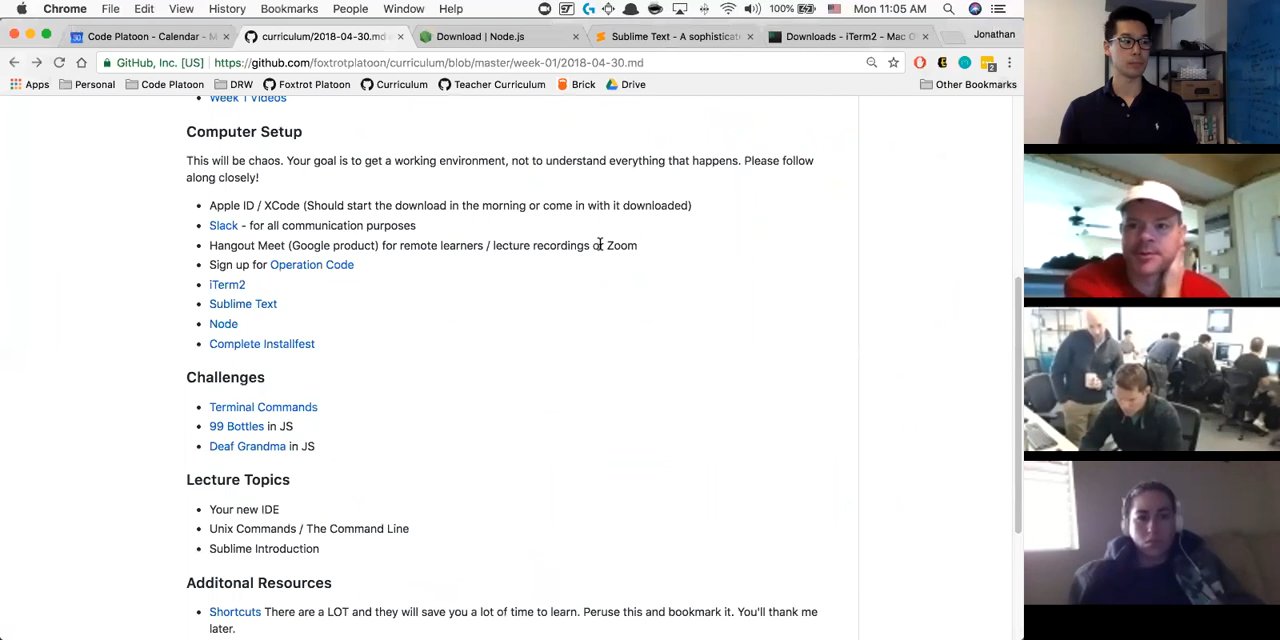 Chrome File Edit View History Bookmarks People Window Help 100% Mon 11:05 AM
Code Platoon - Calendar - M curriculum/2018-04-30.md Download | Node.js Sublime Text - A sophisticat Downloads - iTerm2 - Mac O Jonathan
GitHub, Inc. [US] https://github.com/foxtrotplatoon/curriculum/blob/master/week-01/2018-04-30.md
Apps Personal Code Platoon DRW Foxtrot Platoon Curriculum Teacher Curriculum Brick Drive Other Bookmarks
Week 1 Videos
Computer Setup
This will be chaos. Your goal is to get a working environment, not to understand everything that happens. Please follow
along closely!
Apple ID / XCode (Should start the download in the morning or come in with it downloaded)
Slack - for all communication purposes
Hangout Meet (Google product) for remote learners / lecture recordings or Zoom
Sign up for Operation Code
iTerm2
Sublime Text
Node
Complete Installfest
Challenges
Terminal Commands
99 Bottles in JS
Deaf Grandma in JS
Lecture Topics
Your new IDE
Unix Commands / The Command Line
Sublime Introduction
Additonal Resources
Shortcuts There are a LOT and they will save you a lot of time to learn. Peruse this and bookmark it. You'll thank me
later.